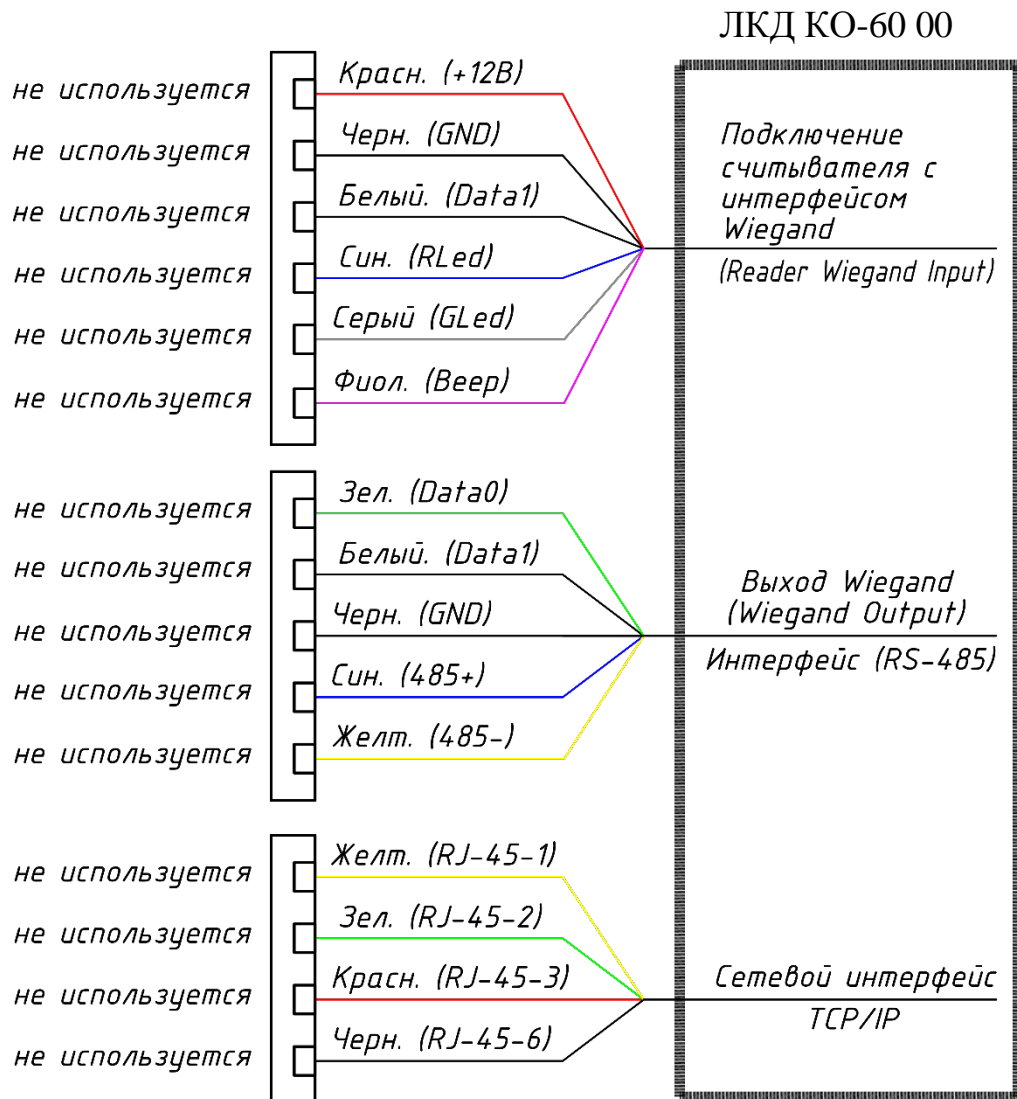 ЛКД КО-60 00
не используется
Красн. (+12В)
не используется
Черн. (GND)
не используется
Белый. (Data1)
не используется
Син. (RLed)
не используется
Серый (GLed)
не используется
Фиол. (Beep)
Подключение
считывателя с
интерфейсом
Wiegand
(Reader Wiegand Input)
не используется
Зел. (Data0)
не используется
Белый. (Data1)
не используется
Черн. (GND)
не используется
Син. (485+)
не используется
Желт. (485-)
Выход Wiegand
(Wiegand Output)
Интерфейс (RS-485)
не используется
Желт. (RJ-45-1)
не используется
Зел. (RJ-45-2)
не используется
Красн. (RJ-45-3)
не используется
Черн. (RJ-45-6)
Сетевой интерфейс
TCP/IP